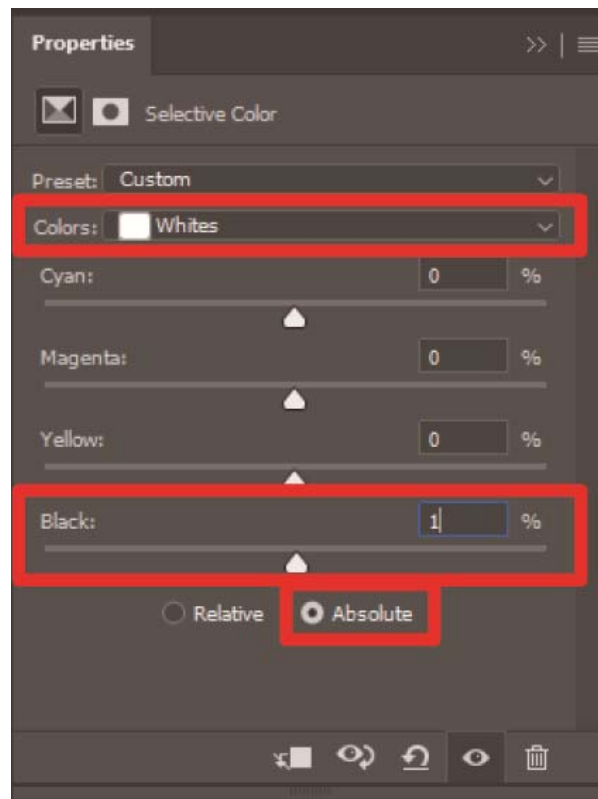 Properties
Selective Color
Preset: Custom
Colors: Whites
Cyan: 0 %
Magenta: 0 %
Yellow: 0 %
Black: 1 %
Relative Absolute